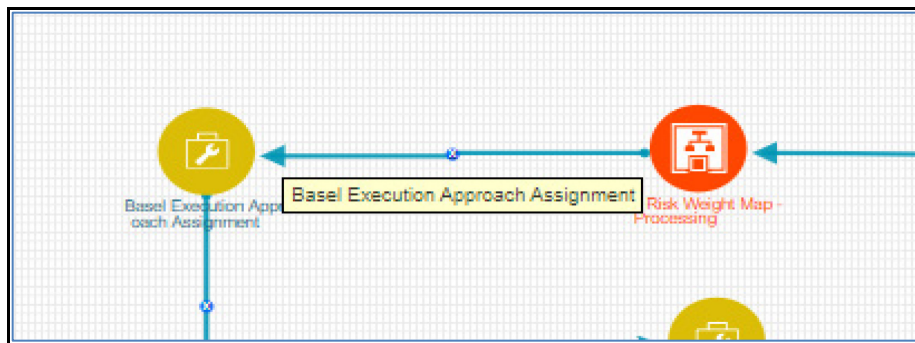 Basel Execution Appr
oach Assignment
Basel Execution Approach Assignment
Risk Weight Map -
Processing